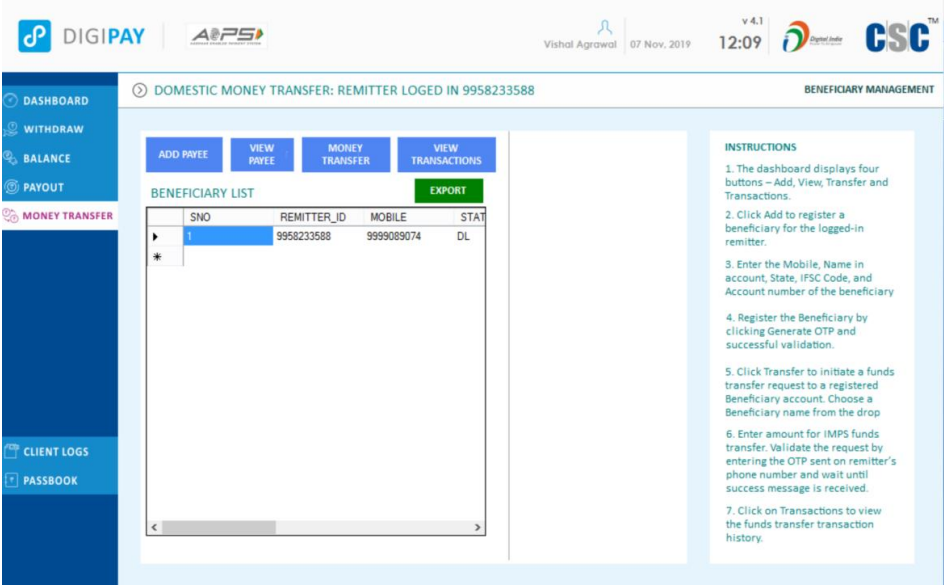 DIGIPAY
AEPS
AADHAAR ENABLED PAYMENT SYSTEM
Vishal Agrawal
07 Nov. 2019
v 4.1
12:09
Digital India
CSC
TM
DASHBOARD
WITHDRAW
BALANCE
PAYOUT
MONEY TRANSFER
CLIENT LOGS
PASSBOOK
DOMESTIC MONEY TRANSFER: REMITTER LOGED IN 9958233588
BENEFICIARY MANAGEMENT
ADD PAYEE
VIEW
PAYEE
MONEY
TRANSFER
VIEW
TRANSACTIONS
BENEFICIARY LIST
EXPORT
SNO REMITTER_ID MOBILE STAT
1 9958233588 9999089074 DL
INSTRUCTIONS
1. The dashboard displays four
buttons – Add, View, Transfer and
Transactions.
2. Click Add to register a
beneficiary for the logged-in
remitter.
3. Enter the Mobile, Name in
account, State, IFSC Code, and
Account number of the beneficiary
4. Register the Beneficiary by
clicking Generate OTP and
successful validation.
5. Click Transfer to initiate a funds
transfer request to a registered
Beneficiary account. Choose a
Beneficiary name from the drop
6. Enter amount for IMPS funds
transfer. Validate the request by
entering the OTP sent on remitter's
phone number and wait until
success message is received.
7. Click on Transactions to view
the funds transfer transaction
history.